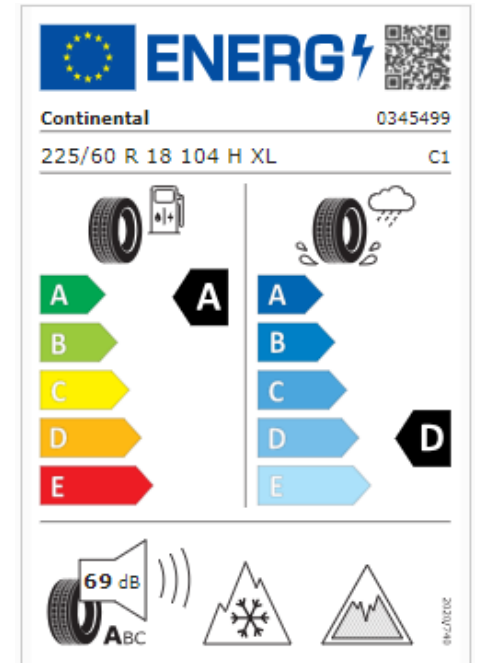 ENERG
Continental 0345499
225/60 R 18 104 H XL C1
A A
B
C
D
E
A
B
C
D D
E
69 dB
ABC
2020/740